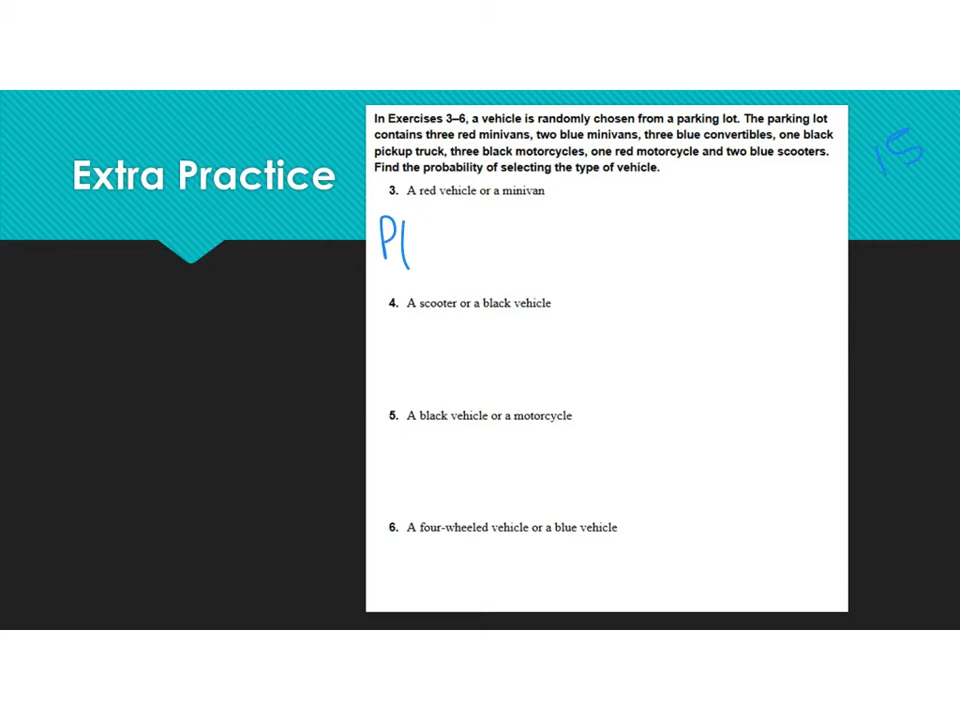 Extra Practice
In Exercises 3–6, a vehicle is randomly chosen from a parking lot. The parking lot
contains three red minivans, two blue minivans, three blue convertibles, one black
pickup truck, three black motorcycles, one red motorcycle and two blue scooters.
Find the probability of selecting the type of vehicle.
15
3. A red vehicle or a minivan
P(
4. A scooter or a black vehicle
5. A black vehicle or a motorcycle
6. A four-wheeled vehicle or a blue vehicle